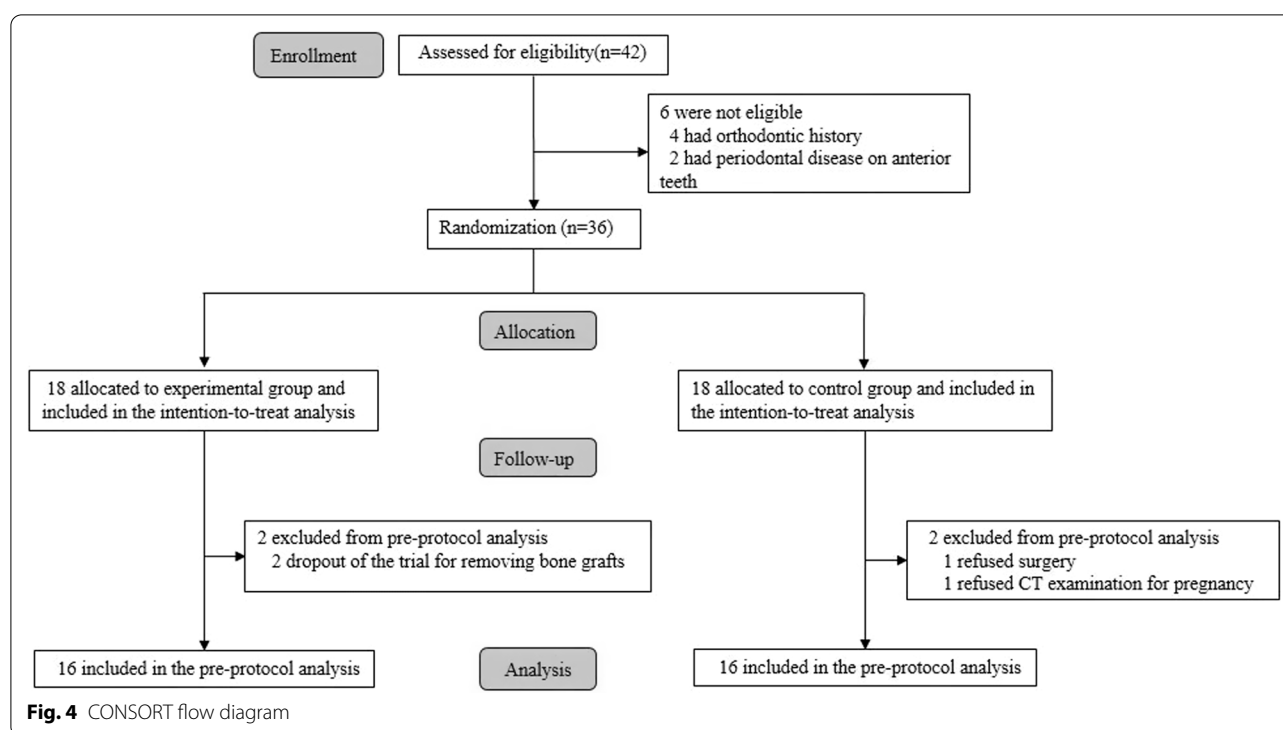 Enrollment
Assessed for eligibility(n=42)
6 were not eligible
4 had orthodontic history
2 had periodontal disease on anterior
teeth
Randomization (n=36)
Allocation
18 allocated to experimental group and
included in the intention-to-treat analysis
18 allocated to control group and included in
the intention-to-treat analysis
Follow-up
2 excluded from pre-protocol analysis
2 dropout of the trial for removing bone grafts
2 excluded from pre-protocol analysis
1 refused surgery
1 refused CT examination for pregnancy
16 included in the pre-protocol analysis
Analysis
16 included in the pre-protocol analysis
Fig. 4 CONSORT flow diagram